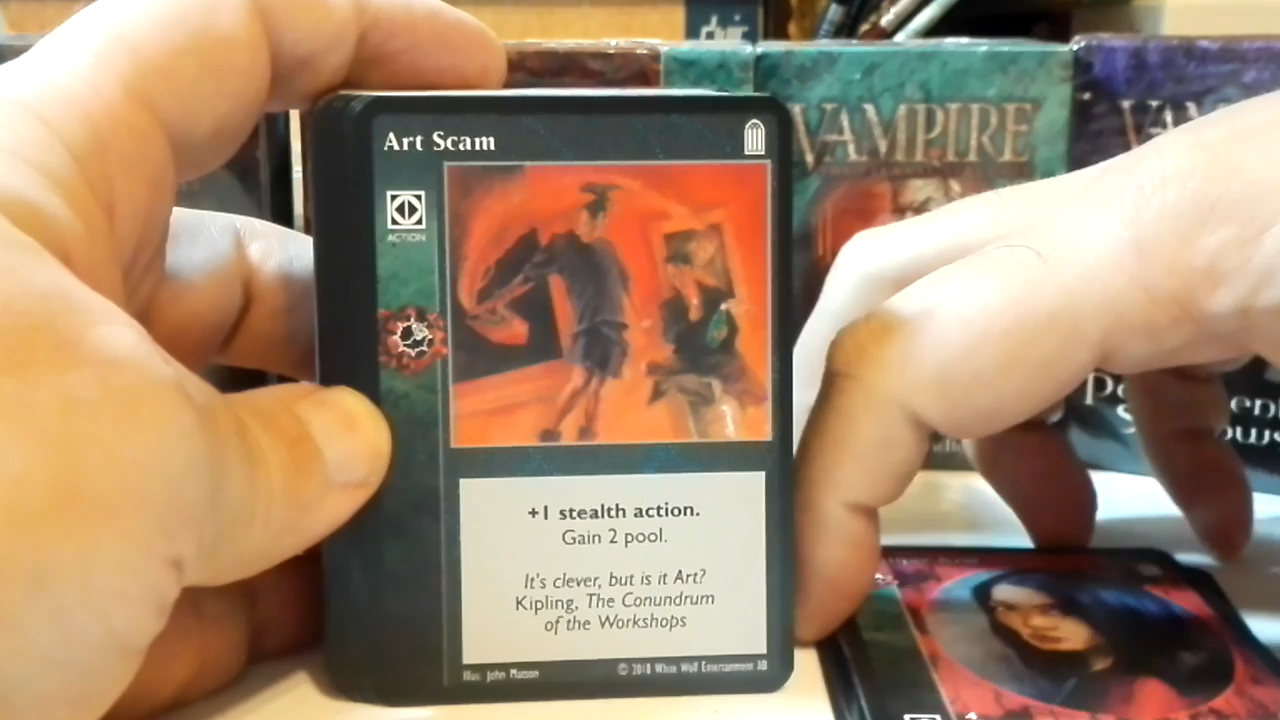 Art Scam
VAMPIRE
VAM
ACTION
+1 stealth action.
Gain 2 pool.
It's clever, but is it Art?
Kipling, The Conundrum
of the Workshops
Illus: John Matson
© 2018 White Wolf Entertainment AB